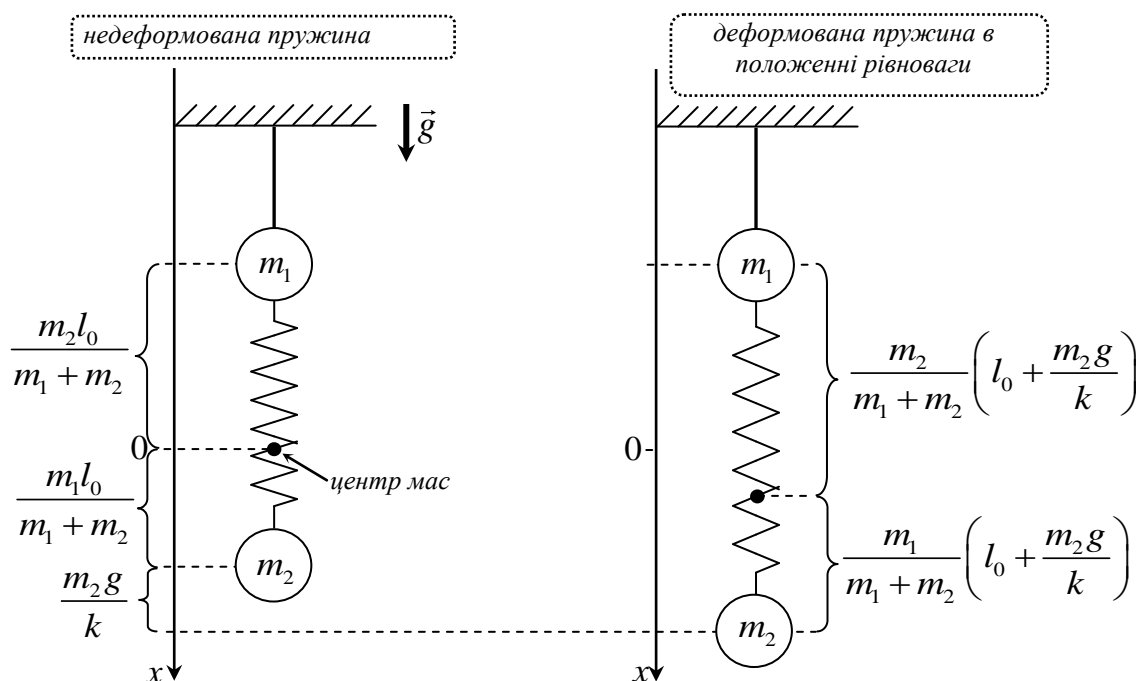 недеформована пружина
деформована пружина в
положенні рівноваги
g⃗
m₁
m₁
m₂l₀ / (m₁ + m₂)
m₂ / (m₁ + m₂) (l₀ + m₂g / k)
0
0
центр мас
m₁l₀ / (m₁ + m₂)
m₂
m₁ / (m₁ + m₂) (l₀ + m₂g / k)
m₂g / k
m₂
x
x